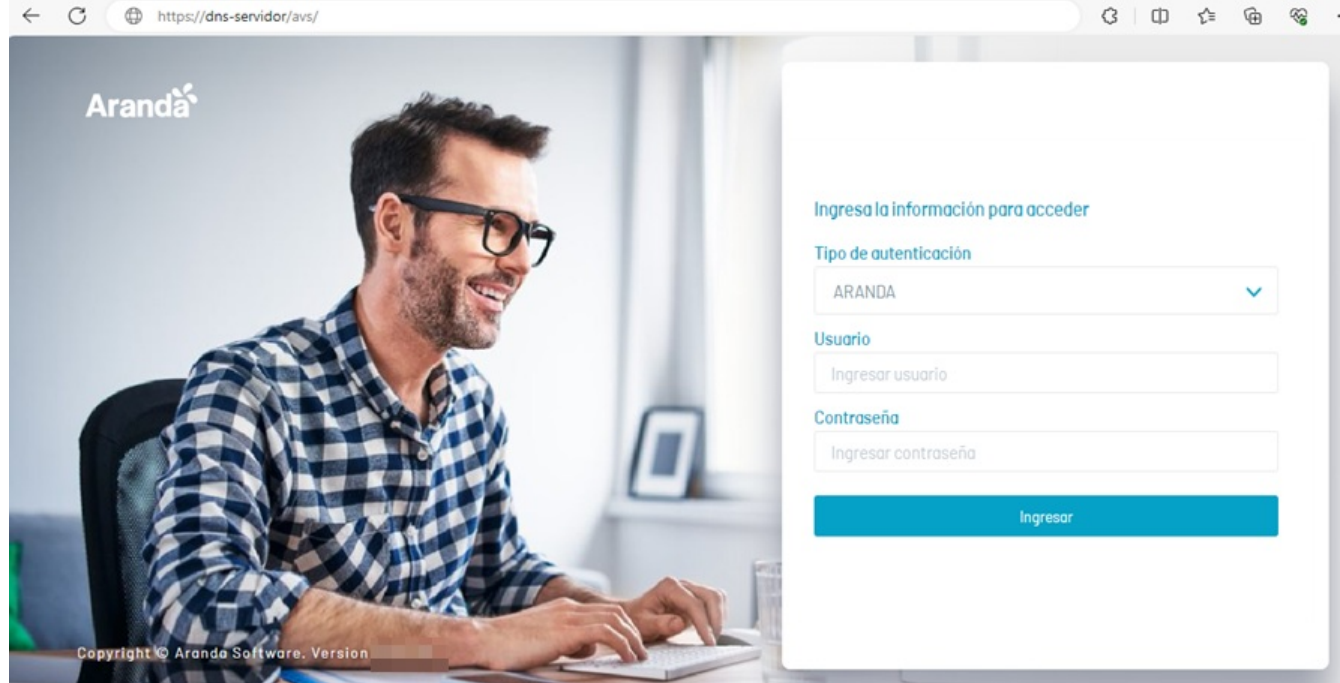 https://dns-servidor/avs/
Aranda
Ingresa la información para acceder
Tipo de autenticación
ARANDA
Usuario
Ingresar usuario
Contraseña
Ingresar contraseña
Ingresar
Copyright © Aranda Software. Version